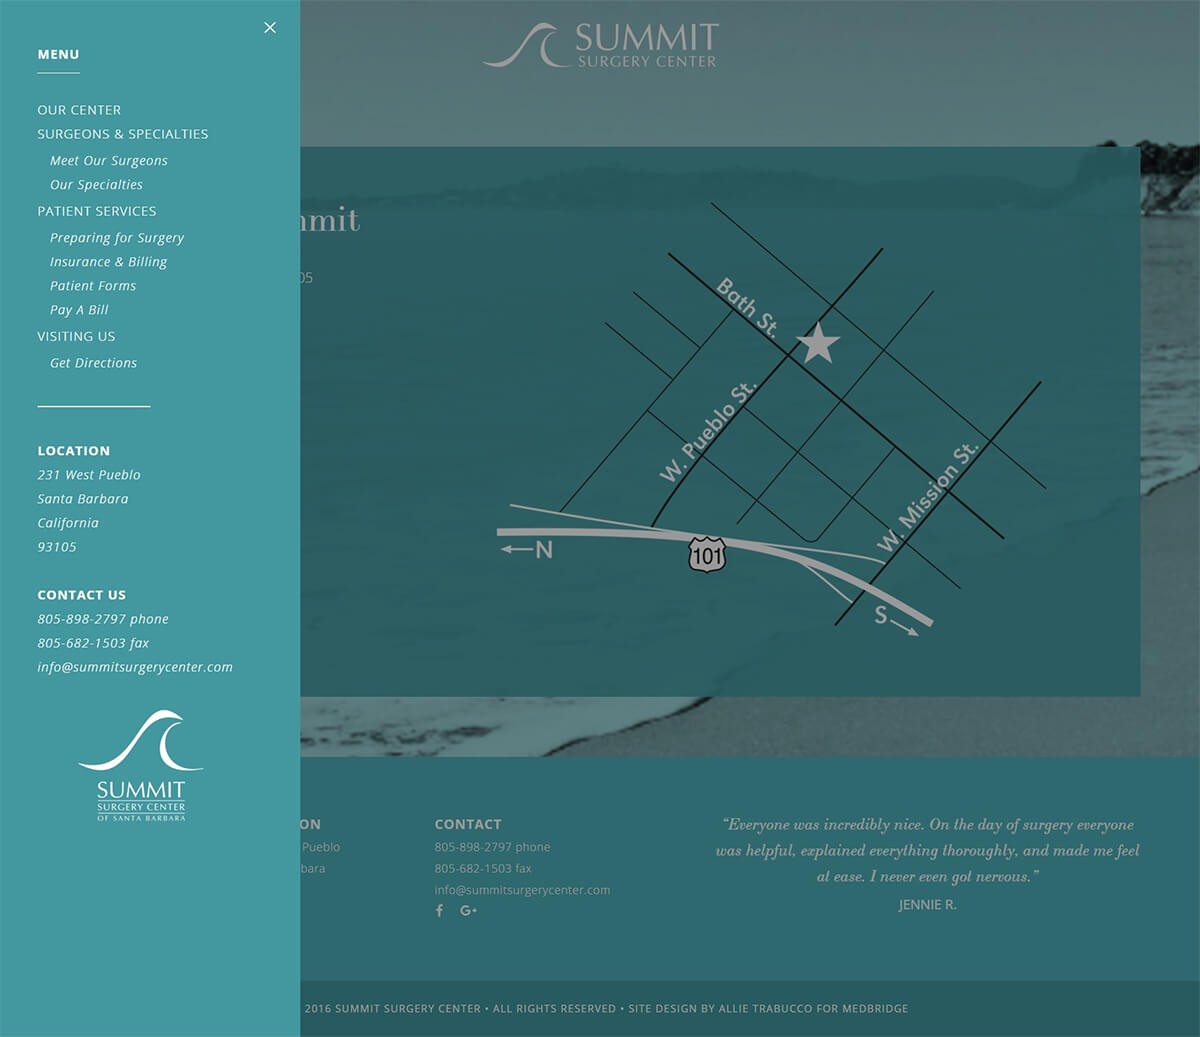 MENU
OUR CENTER
SURGEONS & SPECIALTIES
Meet Our Surgeons
Our Specialties
PATIENT SERVICES
Preparing for Surgery
Insurance & Billing
Patient Forms
Pay A Bill
VISITING US
Get Directions
LOCATION
231 West Pueblo
Santa Barbara
California
93105
CONTACT US
805-898-2797 phone
805-682-1503 fax
info@summitsurgerycenter.com
SUMMIT
SURGERY CENTER
OF SANTA BARBARA
SUMMIT
SURGERY CENTER
mmit
05
Bath St.
W. Pueblo St.
W. Mission St.
N
101
S
ON
Pueblo
bara
CONTACT
805-898-2797 phone
805-682-1503 fax
info@summitsurgerycenter.com
G+
“Everyone was incredibly nice. On the day of surgery everyone
was helpful, explained everything thoroughly, and made me feel
at ease. I never even got nervous.”
JENNIE R.
2016 SUMMIT SURGERY CENTER • ALL RIGHTS RESERVED • SITE DESIGN BY ALLIE TRABUCCO FOR MEDBRIDGE